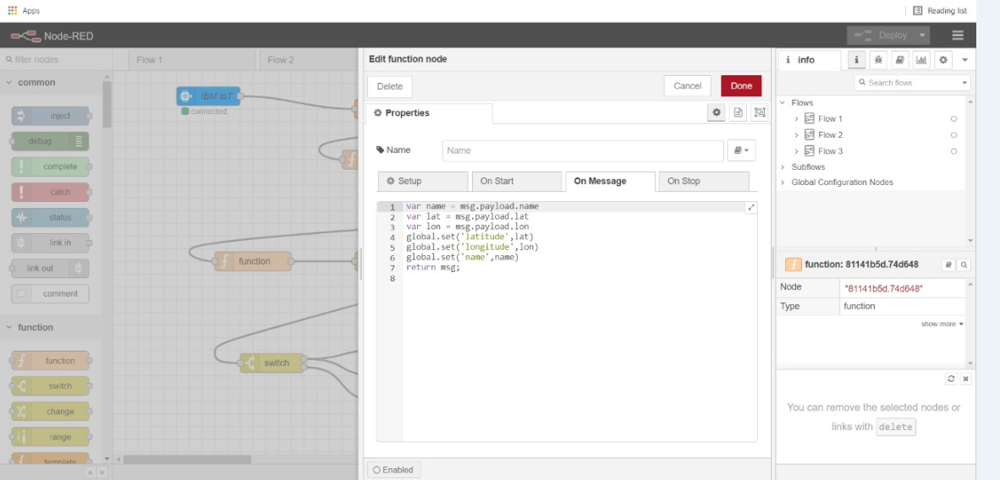 Apps
Reading list
Node-RED
Deploy
filter nodes
Flow 1
Flow 2
common
inject
debug
complete
catch
status
link in
link out
comment
function
function
switch
change
range
template
IBM IoT
connected
function
switch
Edit function node
Delete
Cancel
Done
Properties
Name
Name
Setup
On Start
On Message
On Stop
1 var name = msg.payload.name
2 var lat = msg.payload.lat
3 var lon = msg.payload.lon
4 global.set('latitude',lat)
5 global.set('longitude',lon)
6 global.set('name',name)
7 return msg;
8
Enabled
i info
i
Search flows
Flows
Flow 1
Flow 2
Flow 3
Subflows
Global Configuration Nodes
function: 81141b5d.74d648
Node "81141b5d.74d648"
Type function
show more
You can remove the selected nodes or
links with delete